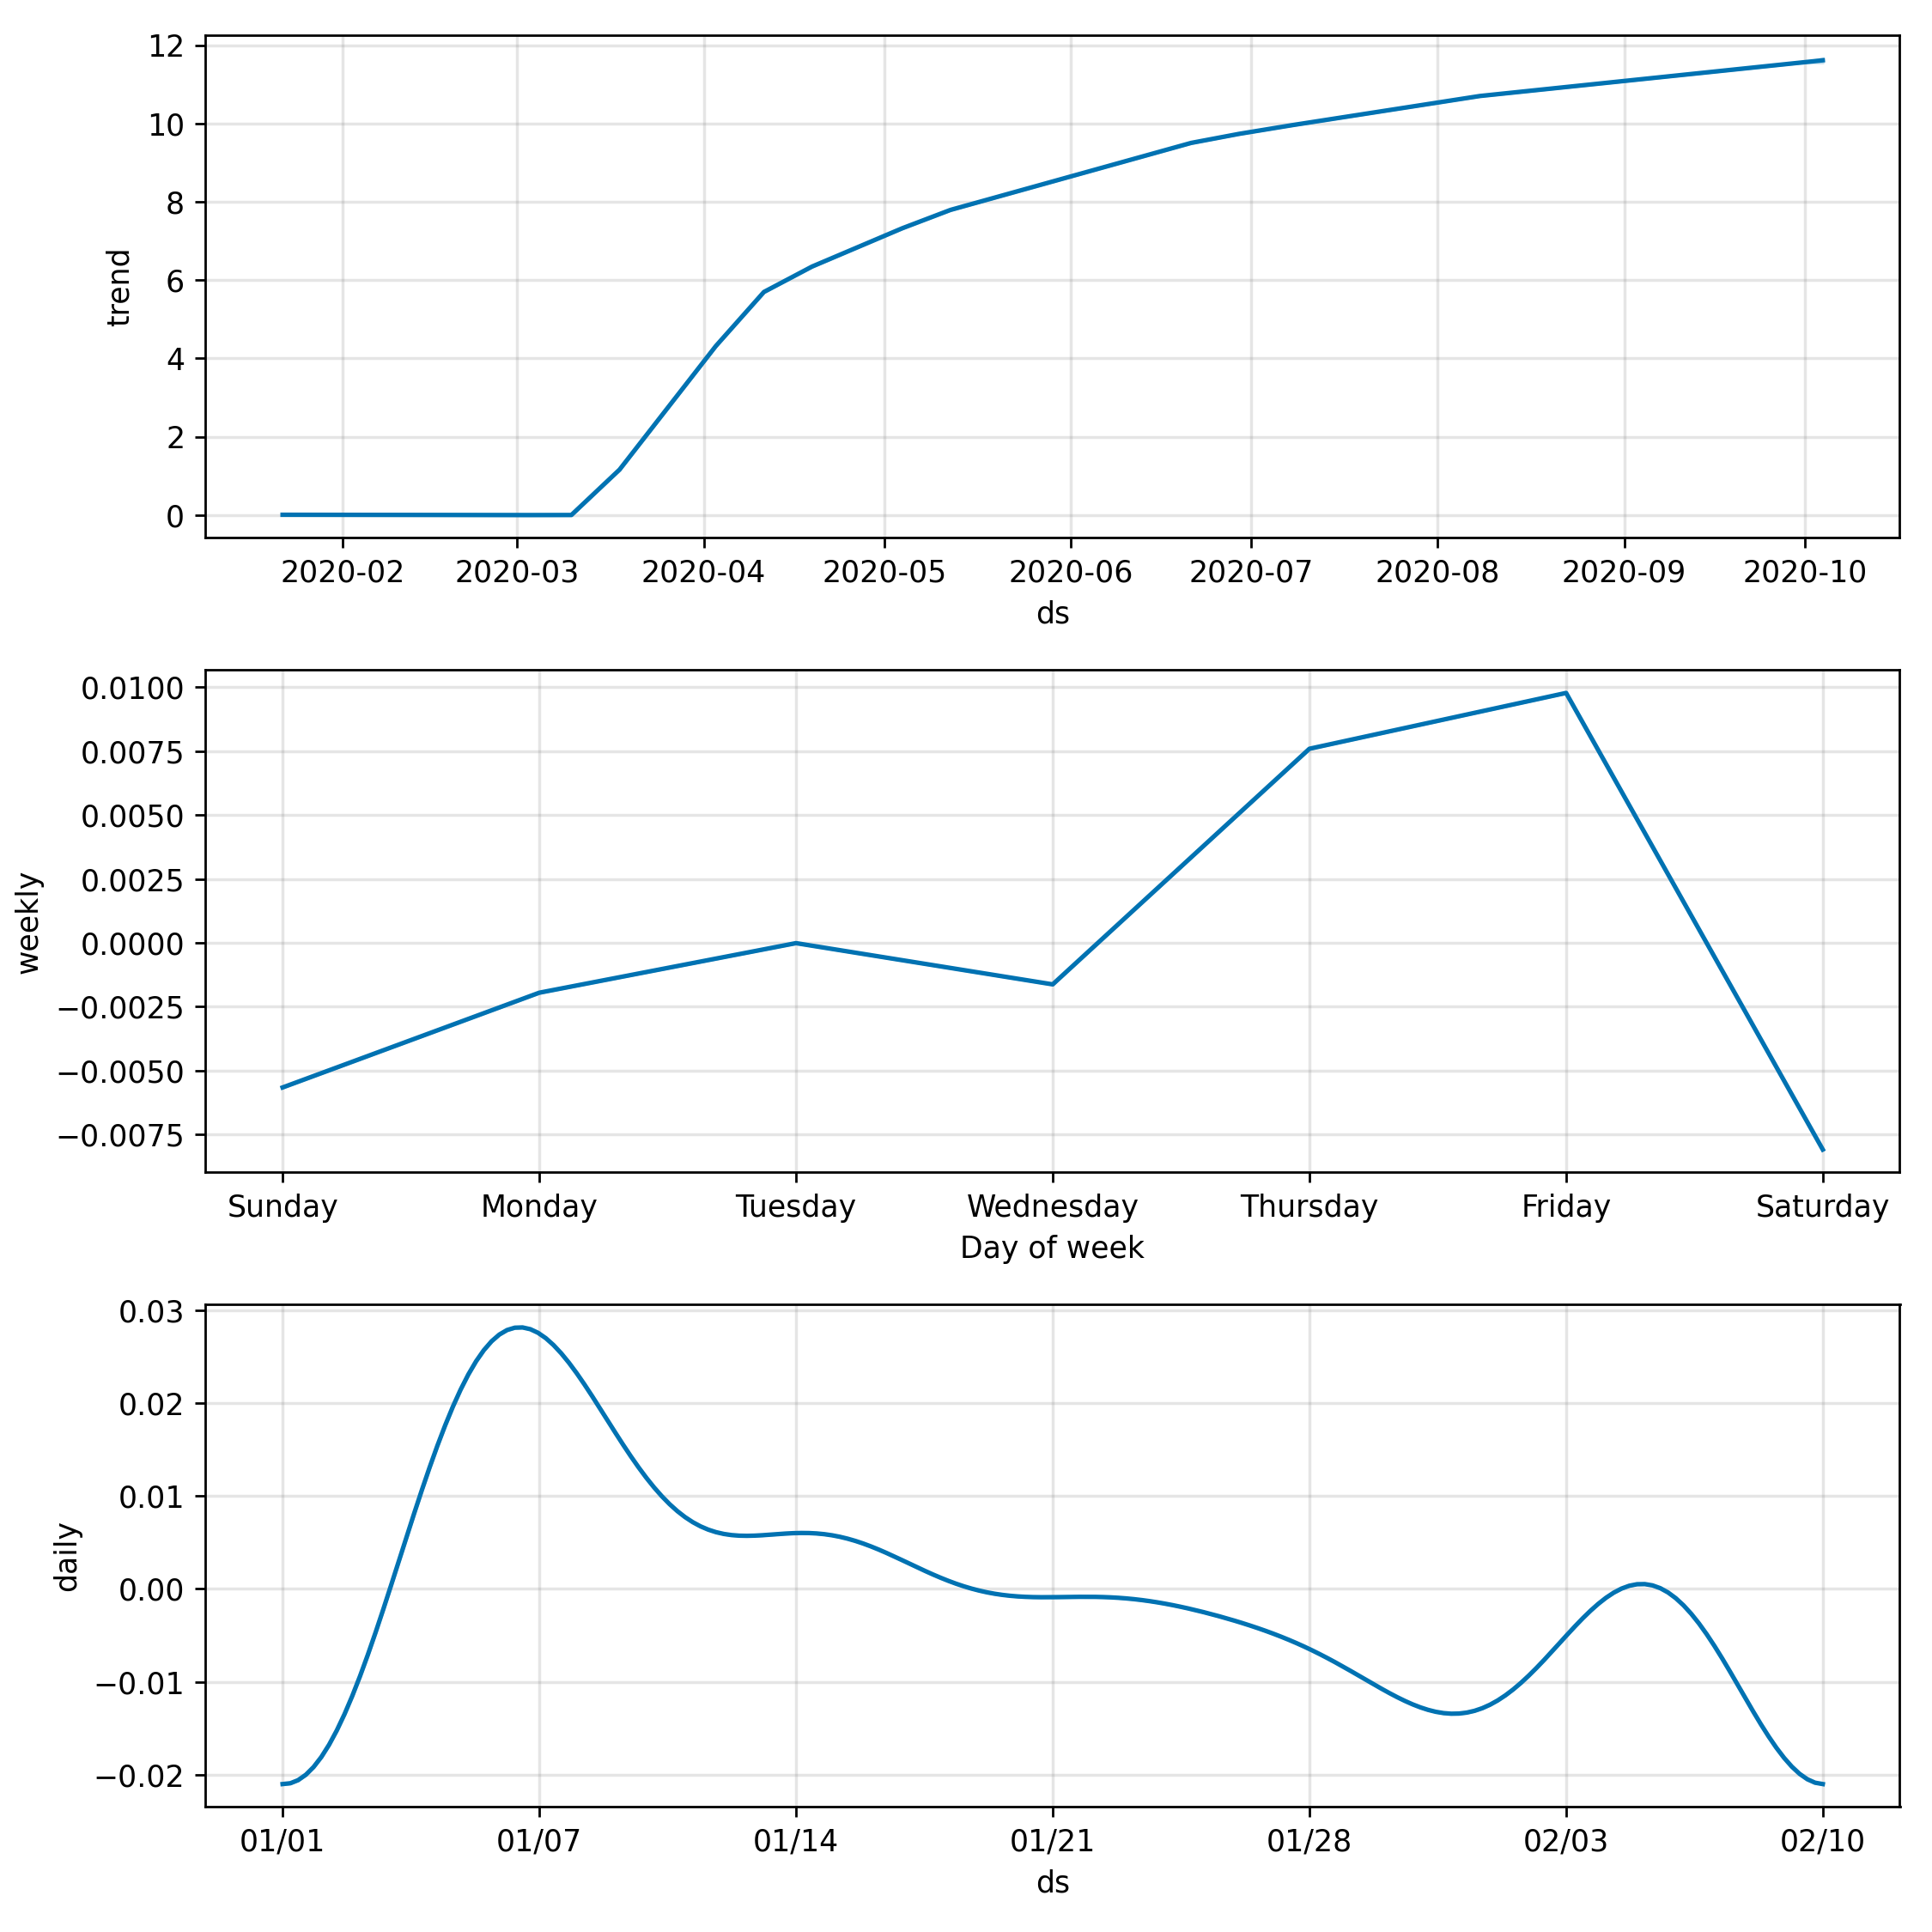 12
10
8
6
4
2
0
trend
2020-02 2020-03 2020-04 2020-05 2020-06 2020-07 2020-08 2020-09 2020-10
ds
0.0100
0.0075
0.0050
0.0025
0.0000
−0.0025
−0.0050
−0.0075
weekly
Sunday Monday Tuesday Wednesday Thursday Friday Saturday
Day of week
0.03
0.02
0.01
0.00
−0.01
−0.02
daily
01/01 01/07 01/14 01/21 01/28 02/03 02/10
ds